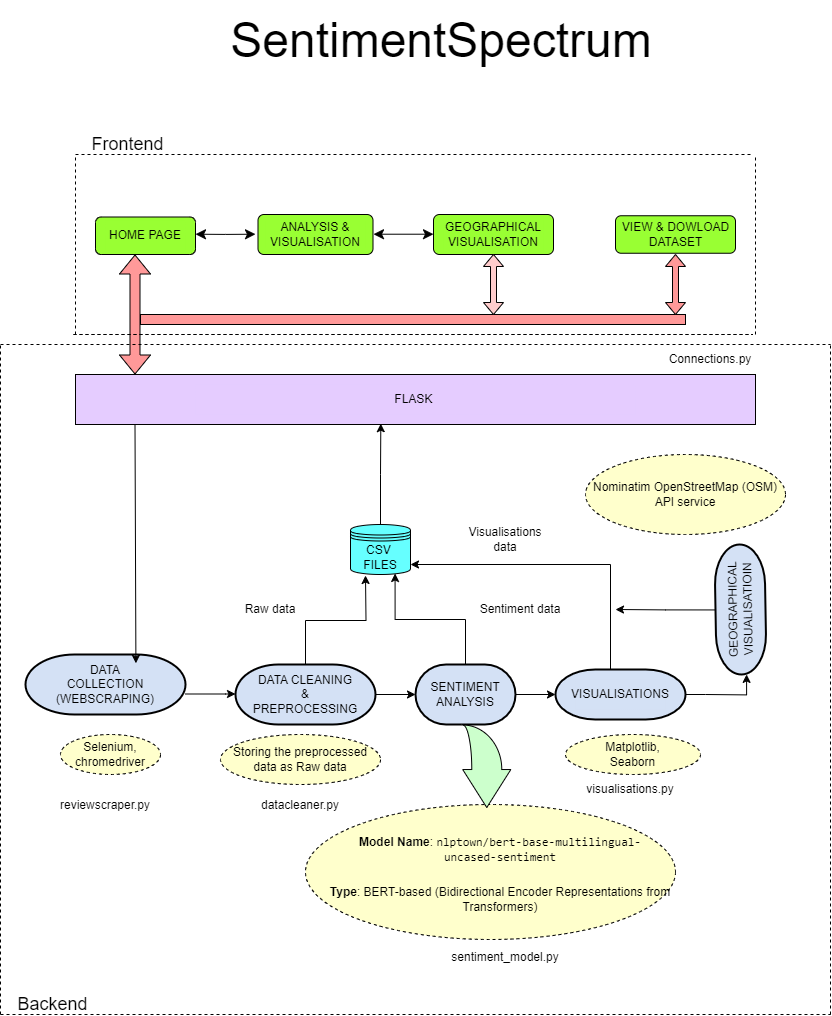 SentimentSpectrum
Frontend
HOME PAGE
ANALYSIS &
VISUALISATION
GEOGRAPHICAL
VISUALISATION
VIEW & DOWLOAD
DATASET
Connections.py
FLASK
Nominatim OpenStreetMap (OSM)
API service
CSV
FILES
Visualisations
data
GEOGRAPHICAL
VISUALISATIOIN
Raw data
Sentiment data
DATA
COLLECTION
(WEBSCRAPING)
DATA CLEANING
&
PREPROCESSING
SENTIMENT
ANALYSIS
VISUALISATIONS
Selenium,
chromedriver
Storing the preprocessed
data as Raw data
Matplotlib,
Seaborn
reviewscraper.py
datacleaner.py
visualisations.py
Model Name: nlptown/bert-base-multilingual-
uncased-sentiment
Type: BERT-based (Bidirectional Encoder Representations from
Transformers)
sentiment_model.py
Backend